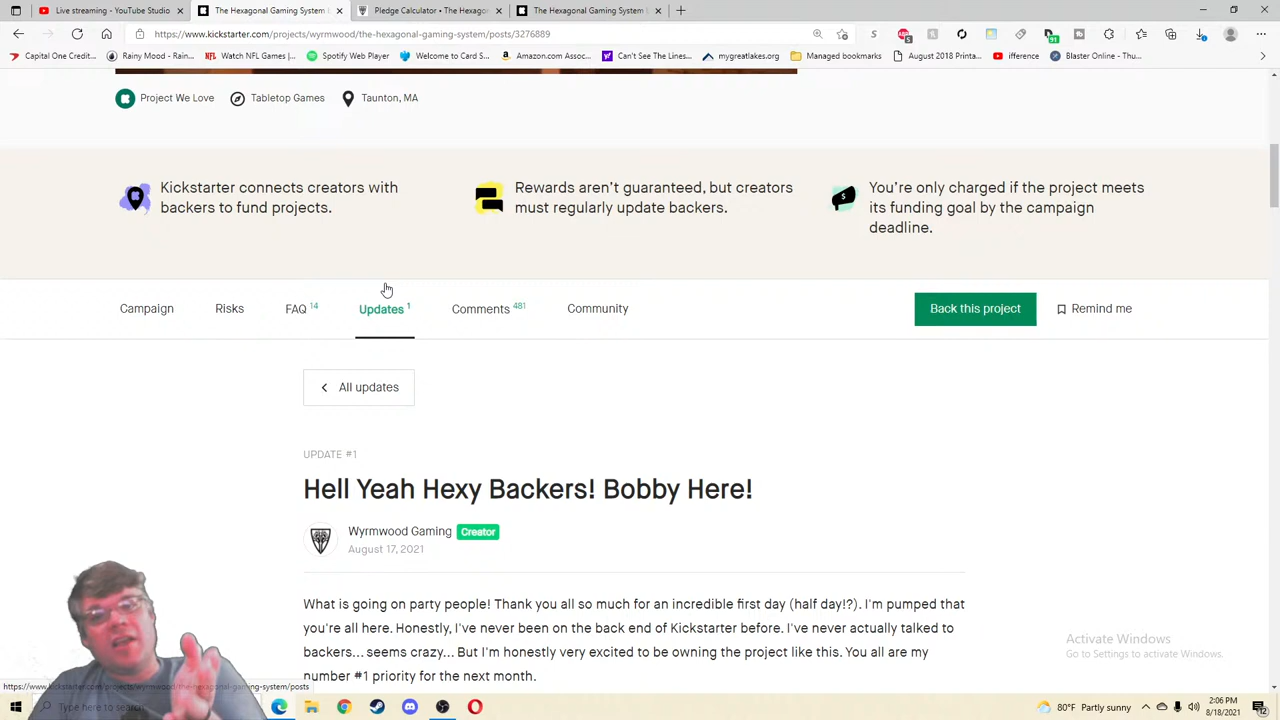 Live streaming - YouTube Studio
The Hexagonal Gaming System
Pledge Calculator • The Hexago
The Hexagonal Gaming System
https://www.kickstarter.com/projects/wyrmwood/the-hexagonal-gaming-system/posts/3276889
Capital One Credit...
Rainy Mood - Rain...
Watch NFL Games |...
Spotify Web Player
Welcome to Card S...
Amazon.com Assoc...
Can't See The Lines...
mygreatlakes.org
Managed bookmarks
August 2018 Printa...
ifference
Blaster Online - Thu...
Project We Love
Tabletop Games
Taunton, MA
Kickstarter connects creators with
backers to fund projects.
Rewards aren't guaranteed, but creators
must regularly update backers.
You're only charged if the project meets
its funding goal by the campaign
deadline.
Campaign
Risks
FAQ 14
Updates 1
Comments 481
Community
Back this project
Remind me
All updates
UPDATE #1
Hell Yeah Hexy Backers! Bobby Here!
Wyrmwood Gaming Creator
August 17, 2021
What is going on party people! Thank you all so much for an incredible first day (half day!?). I'm pumped that
you're all here. Honestly, I've never been on the back end of Kickstarter before. I've never actually talked to
backers... seems crazy... But I'm honestly very excited to be owning the project like this. You all are my
number #1 priority for the next month.
Activate Windows
Go to Settings to activate Windows.
https://www.kickstarter.com/projects/wyrmwood/the-hexagonal-gaming-system/posts
Type here to search
80°F Partly sunny
2:06 PM
8/18/2021